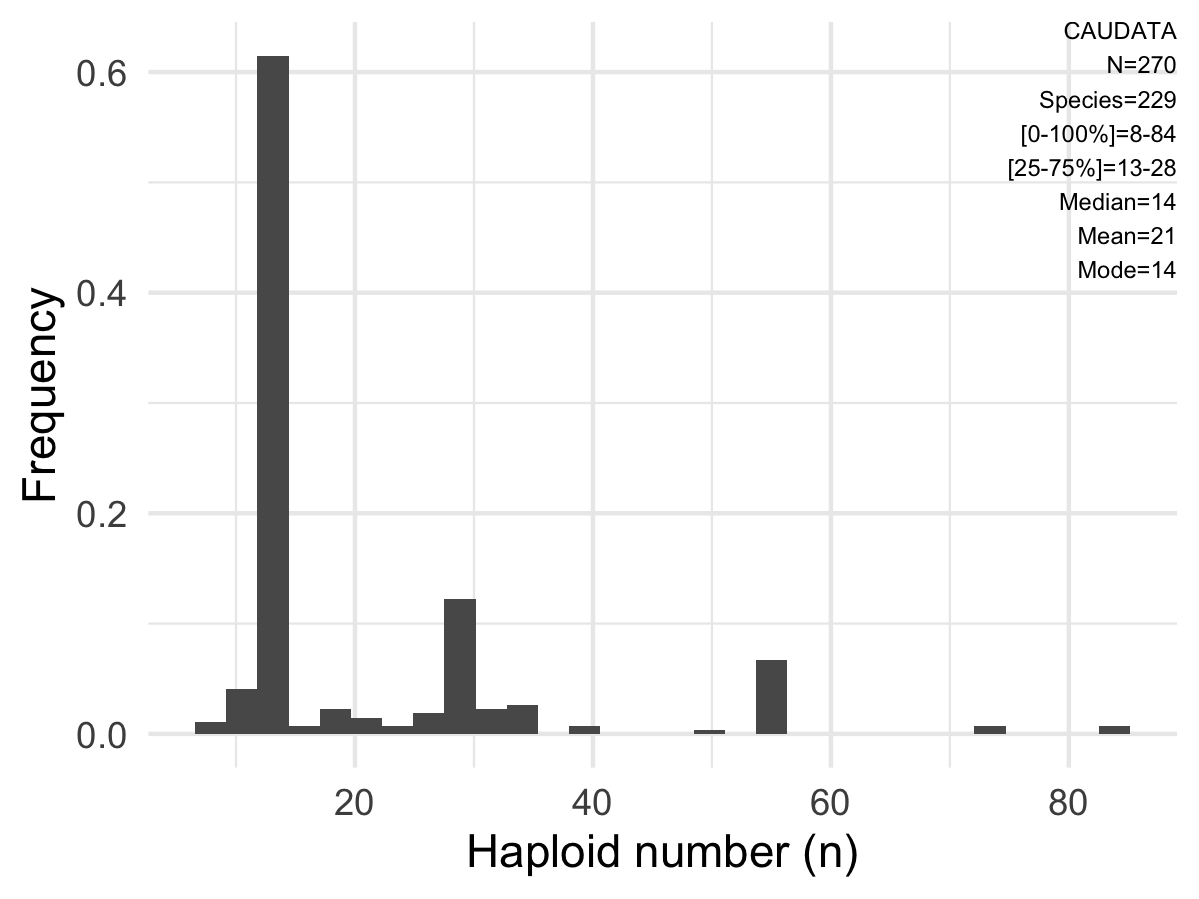 CAUDATA
N=270
Species=229
[0-100%]=8-84
[25-75%]=13-28
Median=14
Mean=21
Mode=14
Frequency
0.6
0.4
0.2
0.0
20 40 60 80
Haploid number (n)